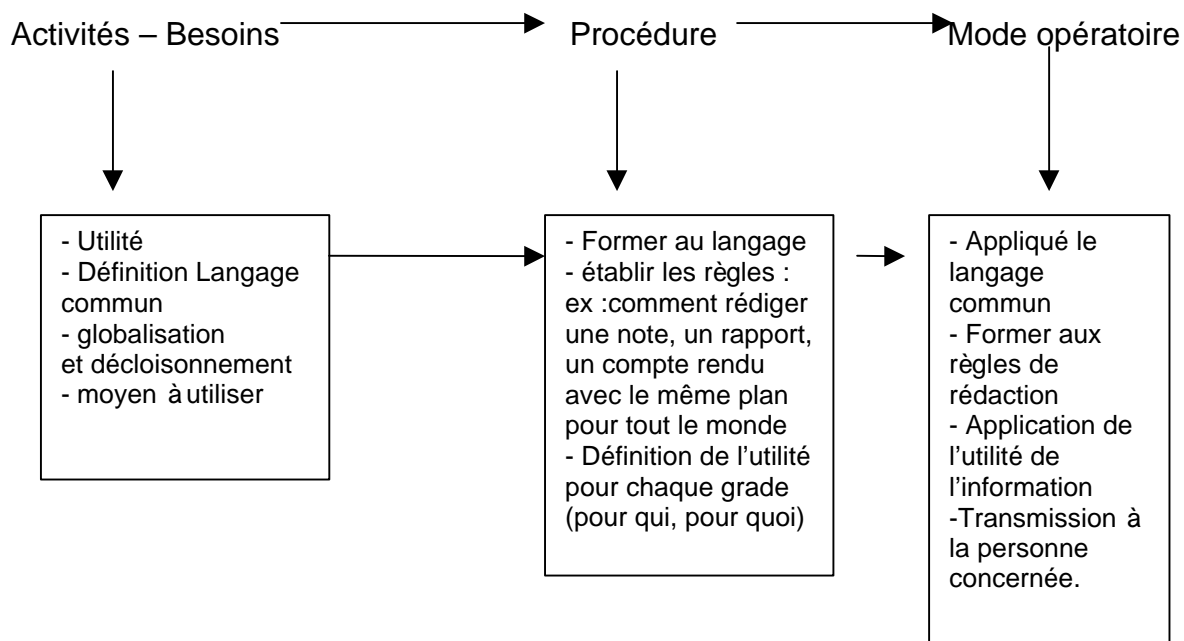 Activités – Besoins
Procédure
Mode opératoire
- Utilité
- Définition Langage
commun
- globalisation
et décloisonnement
- moyen à utiliser
- Former au langage
- établir les règles :
ex :comment rédiger
une note, un rapport,
un compte rendu
avec le même plan
pour tout le monde
- Définition de l’utilité
pour chaque grade
(pour qui, pour quoi)
- Appliqué le
langage
commun
- Former aux
règles de
rédaction
- Application de
l’utilité de
l’information
-Transmission à
la personne
concernée.